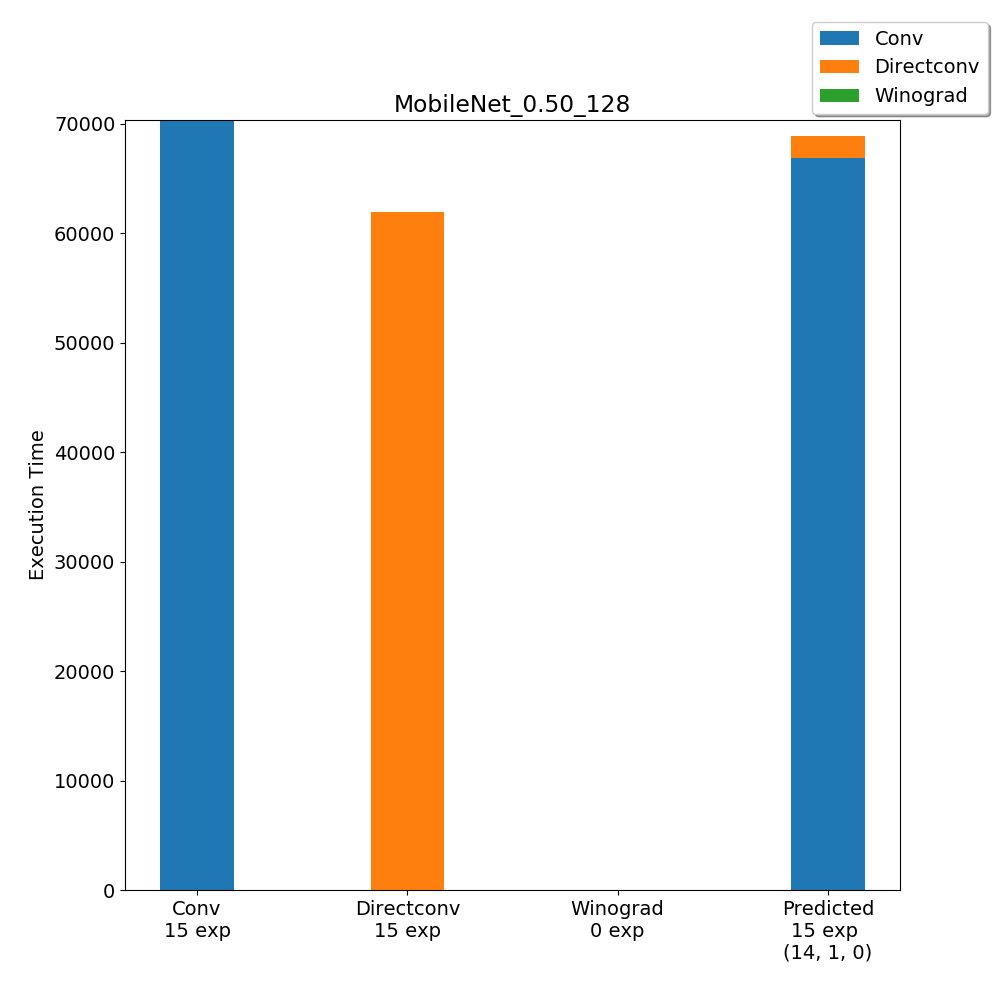 Conv
Directconv
Winograd
MobileNet_0.50_128
70000
60000
50000
40000
30000
20000
10000
0
Execution Time
Conv
15 exp
Directconv
15 exp
Winograd
0 exp
Predicted
15 exp
(14, 1, 0)